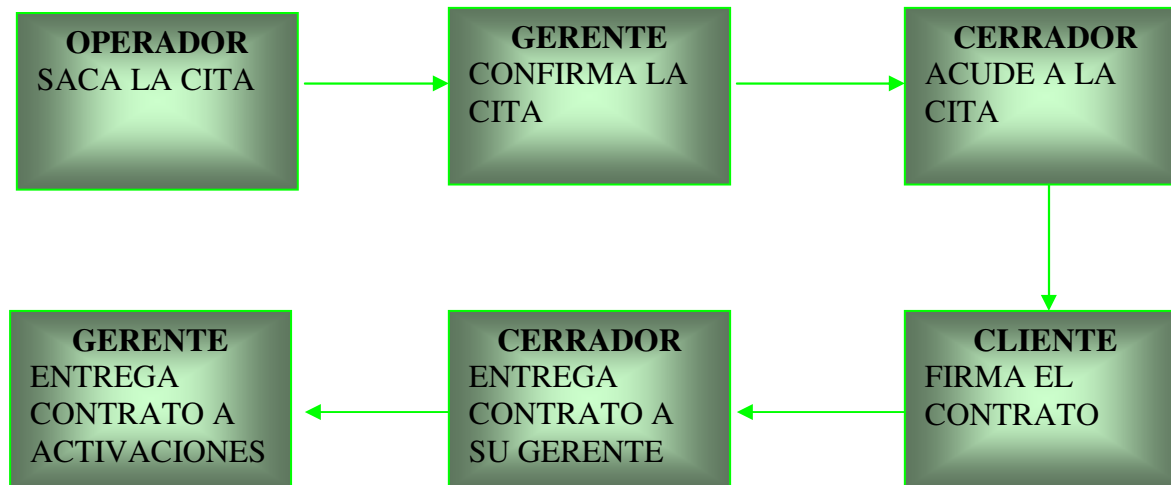 OPERADOR
SACA LA CITA
GERENTE
CONFIRMA LA
CITA
CERRADOR
ACUDE A LA
CITA
GERENTE
ENTREGA
CONTRATO A
ACTIVACIONES
CERRADOR
ENTREGA
CONTRATO A
SU GERENTE
CLIENTE
FIRMA EL
CONTRATO